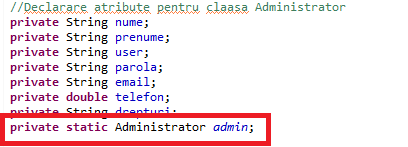 //Declarare atribute pentru claasa Administrator
private String nume;
private String prenume;
private String user;
private String parola;
private String email;
private double telefon;
private String drepturi;
private static Administrator admin;